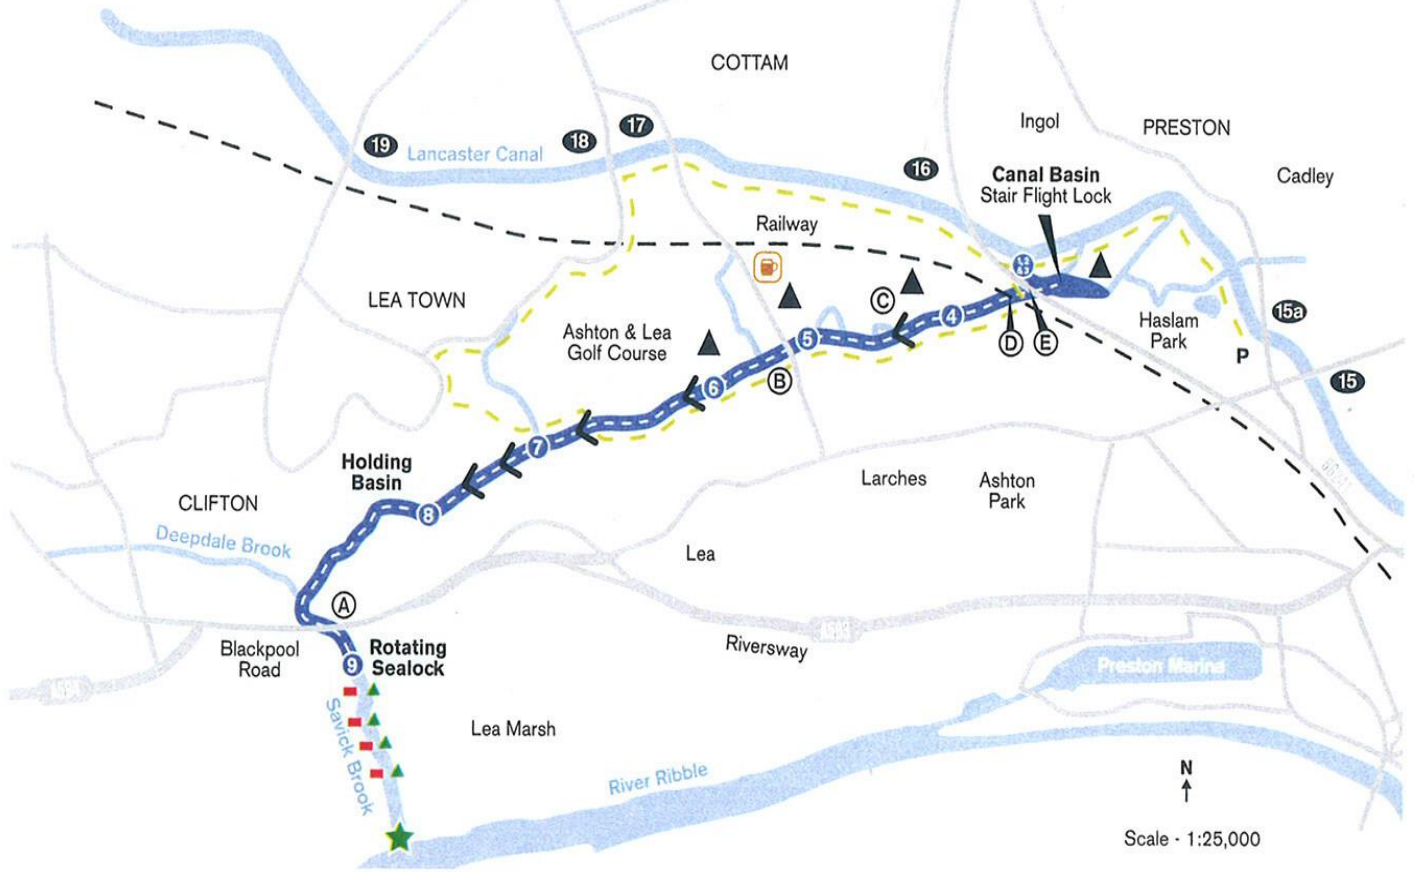 COTTAM
Ingol
PRESTON
17
18
19
Lancaster Canal
16
Canal Basin
Stair Flight Lock
Cadley
Railway
LEA TOWN
C
4
15a
Haslam
Park
Ashton & Lea
Golf Course
5
D
E
P
B
6
15
7
Holding
Basin
Larches
Ashton
Park
CLIFTON
8
Deepdale Brook
Lea
A
Blackpool
Road
Rotating
Sealock
9
Riversway
Preston Marina
Savick Brook
Lea Marsh
River Ribble
N
Scale - 1:25,000